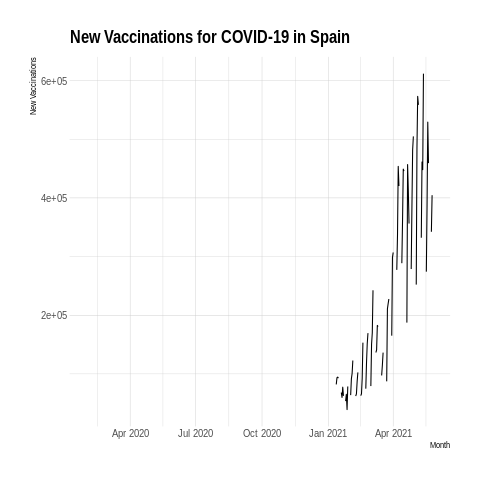 New Vaccinations for COVID-19 in Spain
New Vaccinations
6e+05
4e+05
2e+05
Apr 2020 Jul 2020 Oct 2020 Jan 2021 Apr 2021
Month